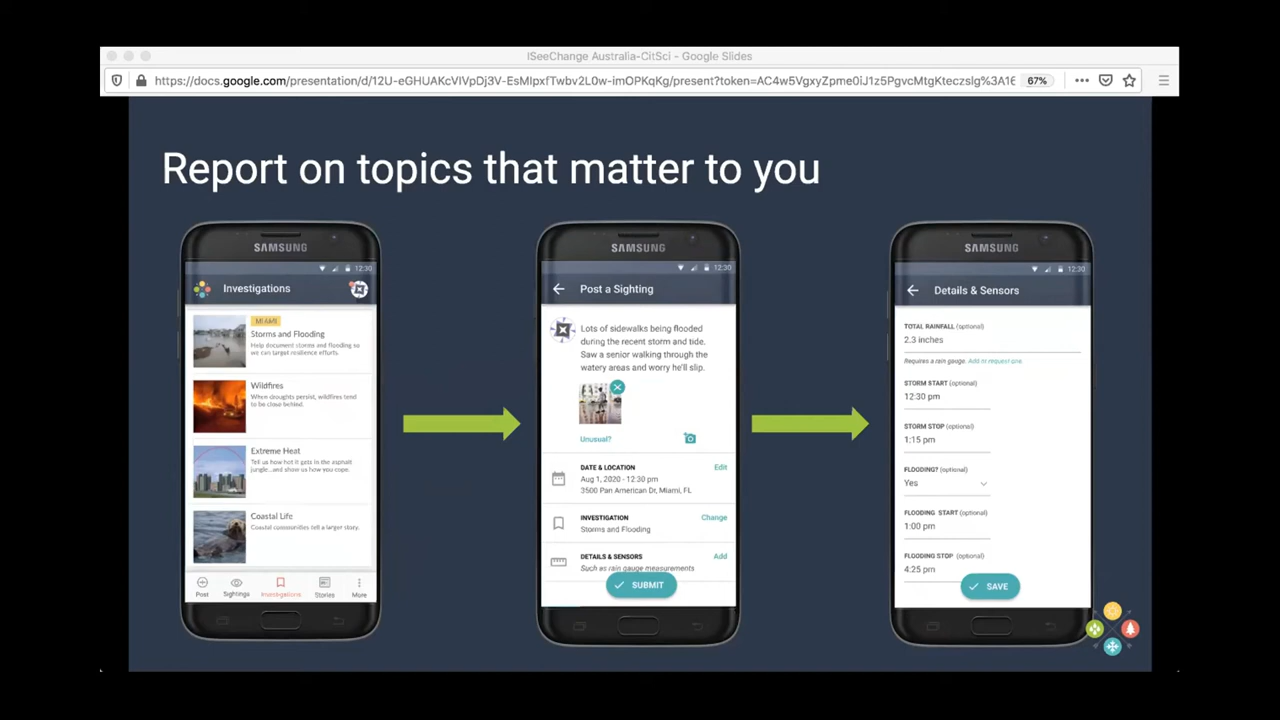 ISeeChange Australia-CitSci - Google Slides
https://docs.google.com/presentation/d/12U-eGHUAKcVIVpDj3V-EsMIpxfTwbv2L0w-imOPKqKg/present?token=AC4w5VgxyZpme0iJ1z5PgvcMtgKteczslg%3A16
67%
Report on topics that matter to you
SAMSUNG
12:30
Investigations
MIAMI
Storms and Flooding
Help document storms and flooding so
we can target resilience efforts.
Wildfires
When droughts persist, wildfires tend
to be close behind.
Extreme Heat
Tell us how hot it gets in the asphalt
jungle...and show us how you cope.
Coastal Life
Coastal communities tell a larger story.
Post
Sightings
Investigations
Stories
More
SAMSUNG
12:30
Post a Sighting
Lots of sidewalks being flooded
during the recent storm and tide.
Saw a senior walking through the
watery areas and worry he'll slip.
Unusual?
DATE & LOCATION
Edit
Aug 1, 2020 - 12:30 pm
3500 Pan American Dr, Miami, FL
INVESTIGATION
Change
Storms and Flooding
DETAILS & SENSORS
Add
Such as rain gauge measurements
SUBMIT
SAMSUNG
12:30
Details & Sensors
TOTAL RAINFALL (optional)
2.3 inches
Requires a rain gauge. Add or request one.
STORM START (optional)
12:30 pm
STORM STOP (optional)
1:15 pm
FLOODING? (optional)
Yes
FLOODING START (optional)
1:00 pm
FLOODING STOP (optional)
4:25 pm
SAVE